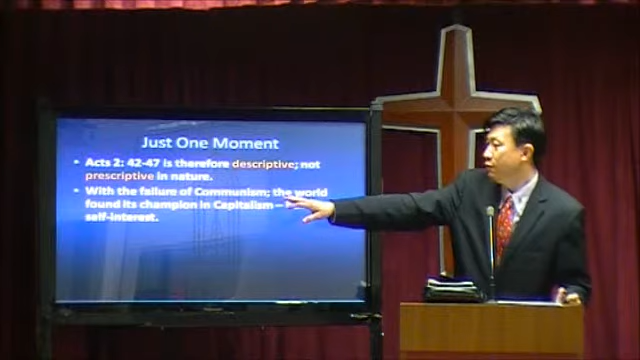 Just One Moment
• Acts 2: 42-47 is therefore descriptive; not
prescriptive in nature.
• With the failure of Communism; the world
found its champion in Capitalism –
self-interest.